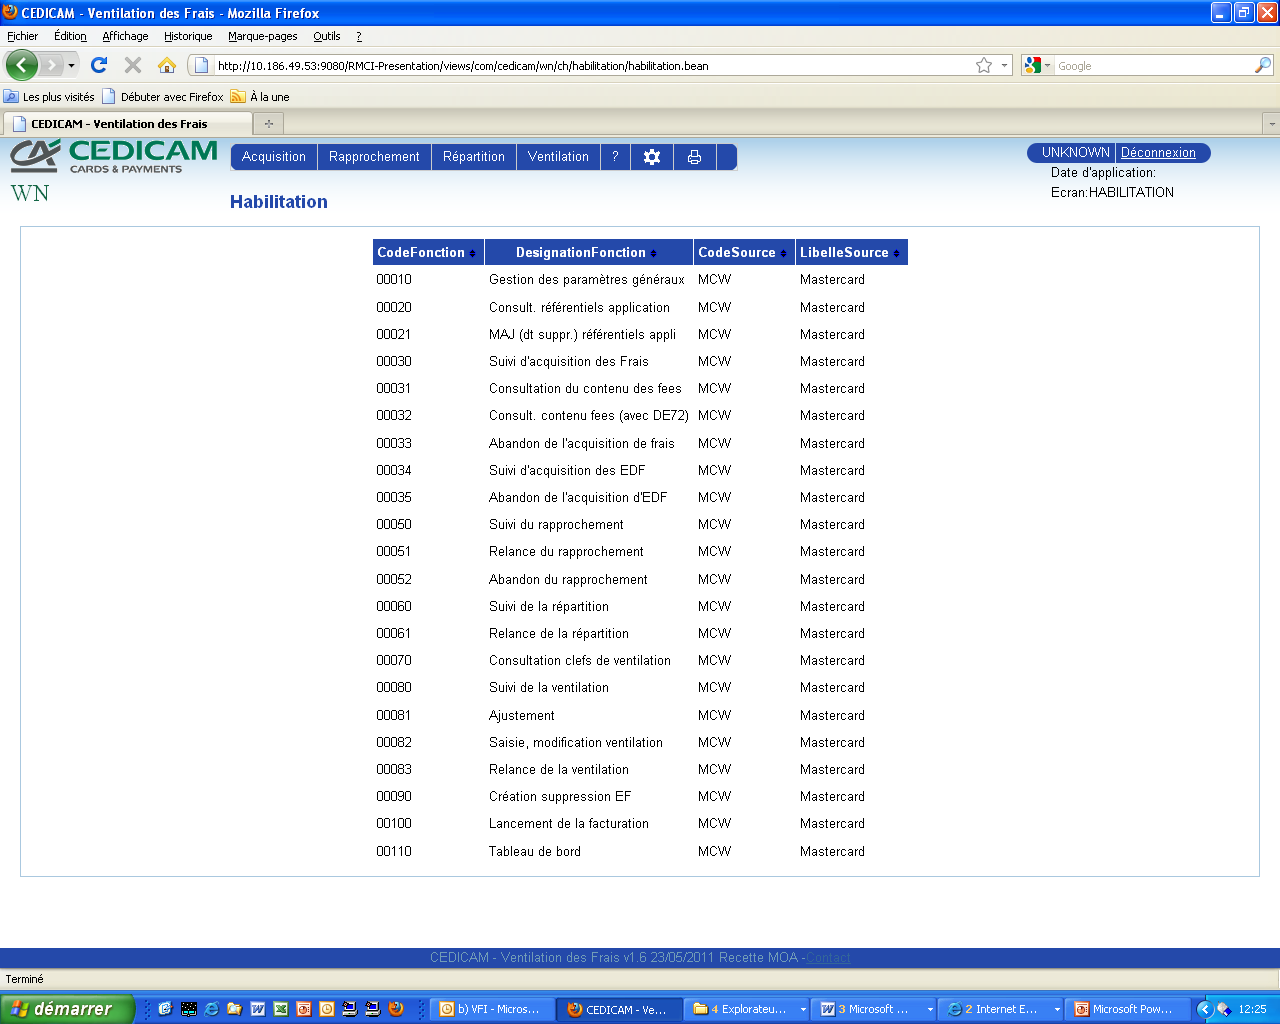 CEDICAM - Ventilation des Frais - Mozilla Firefox
Fichier Édition Affichage Historique Marque-pages Outils ?
http://10.186.49.53:9080/RMCI-Presentation/views/com/cedicam/wn/ch/habilitation/habilitation.bean Google
Les plus visités Débuter avec Firefox À la une
CEDICAM - Ventilation des Frais
CA CEDICAM
CARDS & PAYMENTS
Acquisition Rapprochement Répartition Ventilation ?
UNKNOWN Déconnexion
Date d'application:
WN
Ecran:HABILITATION
Habilitation
CodeFonction DesignationFonction CodeSource LibelleSource
00010 Gestion des paramètres généraux MCW Mastercard
00020 Consult. référentiels application MCW Mastercard
00021 MAJ (dt suppr.) référentiels appli MCW Mastercard
00030 Suivi d'acquisition des Frais MCW Mastercard
00031 Consultation du contenu des fees MCW Mastercard
00032 Consult. contenu fees (avec DE72) MCW Mastercard
00033 Abandon de l'acquisition de frais MCW Mastercard
00034 Suivi d'acquisition des EDF MCW Mastercard
00035 Abandon de l'acquisition d'EDF MCW Mastercard
00050 Suivi du rapprochement MCW Mastercard
00051 Relance du rapprochement MCW Mastercard
00052 Abandon du rapprochement MCW Mastercard
00060 Suivi de la répartition MCW Mastercard
00061 Relance de la répartition MCW Mastercard
00070 Consultation clefs de ventilation MCW Mastercard
00080 Suivi de la ventilation MCW Mastercard
00081 Ajustement MCW Mastercard
00082 Saisie, modification ventilation MCW Mastercard
00083 Relance de la ventilation MCW Mastercard
00090 Création suppression EF MCW Mastercard
00100 Lancement de la facturation MCW Mastercard
00110 Tableau de bord MCW Mastercard
CEDICAM - Ventilation des Frais v1.6 23/05/2011 Recette MOA -Contact
Terminé
démarrer b) VFI - Micros... CEDICAM - Ve... 4 Explorateu... 3 Microsoft ... 2 Internet E... Microsoft Pow... 12:25